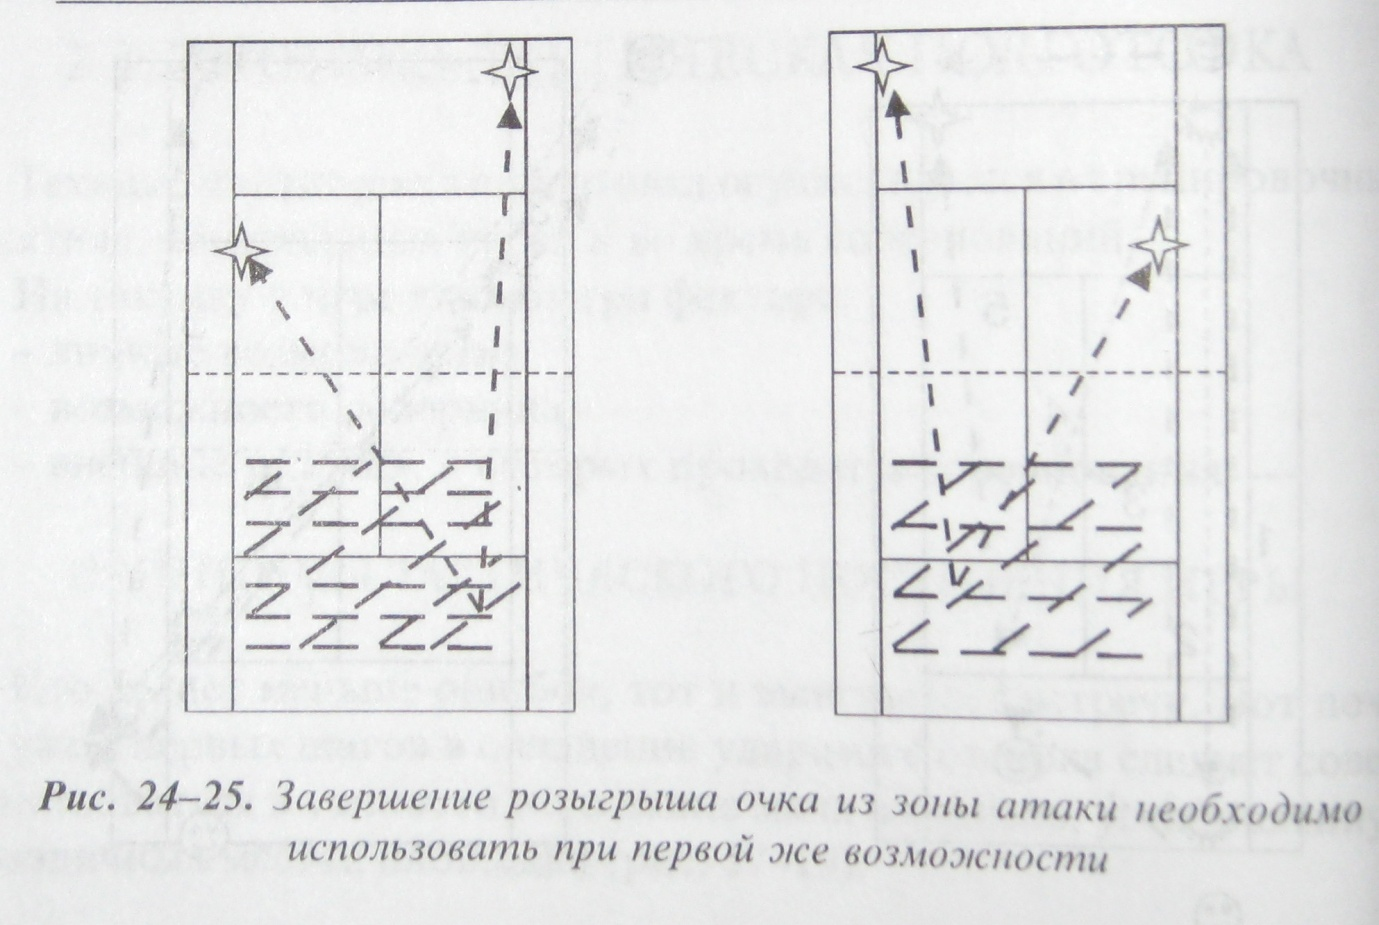 Рис. 24–25. Завершение розыгрыша очка из зоны атаки необходимо
использовать при первой же возможности